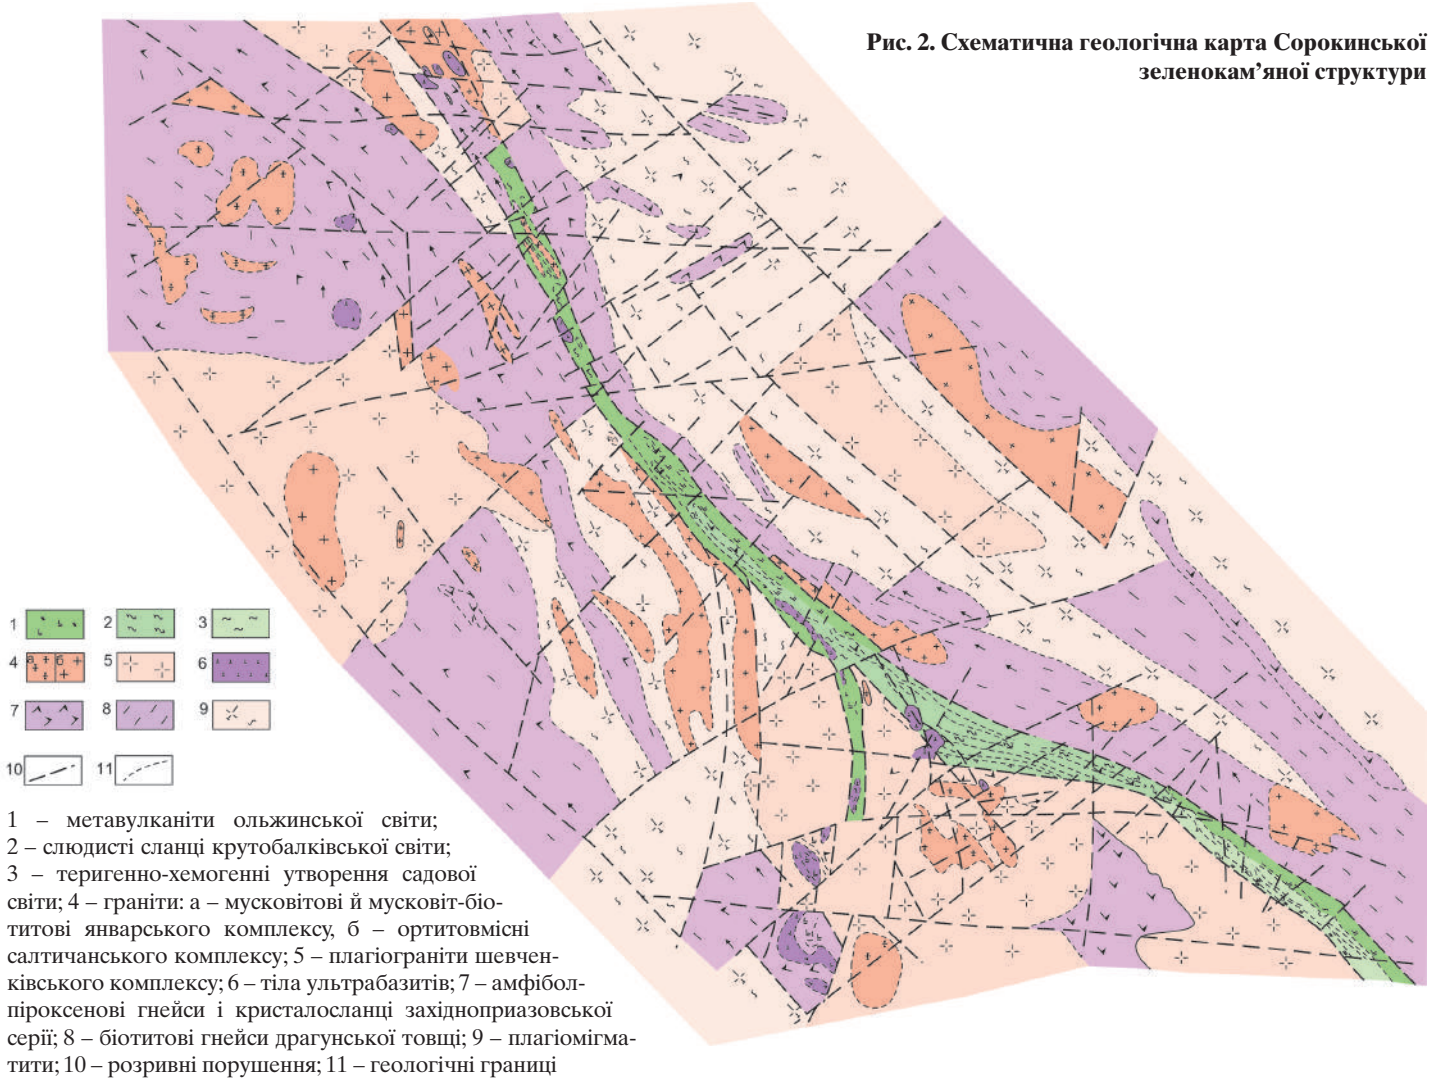 Рис. 2. Схематична геологічна карта Сорокинської
зеленокам’яної структури
1 2 3
4 а б 5 6
7 8 9
10 11
1 – метавулканіти ольжинської світи;
2 – слюдисті сланці крутобалківської світи;
3 – теригенно-хемогенні утворення садової
світи; 4 – граніти: а – мусковітові й мусковіт-біо-
титові январського комплексу, б – ортитовмісні
салтичанського комплексу; 5 – плагіограніти шевчен-
ківського комплексу; 6 – тіла ультрабазитів; 7 – амфібол-
піроксенові гнейси і кристалосланці західноприазовської
серії; 8 – біотитові гнейси драгунської товщі; 9 – плагіомігма-
тити; 10 – розривні порушення; 11 – геологічні границі